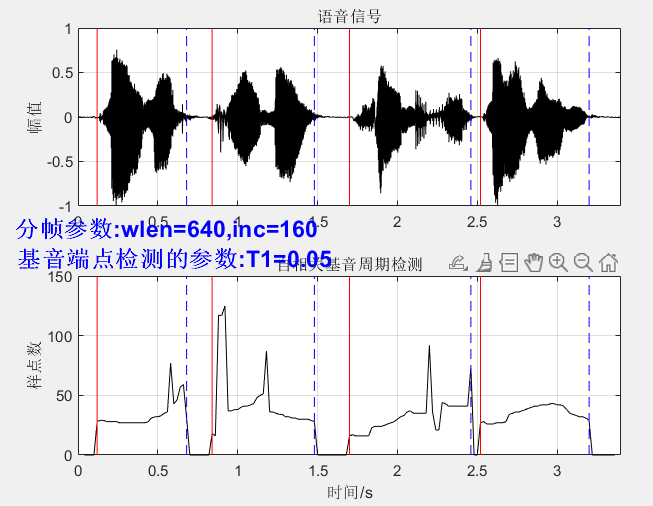 语音信号
1
0.5
0
-0.5
-1
幅值
0 0.5 1 1.5 2 2.5 3
分帧参数:wlen=640,inc=160
基音端点检测的参数:T1=0.05
自相关基音周期检测
150
100
50
0
样点数
0 0.5 1 1.5 2 2.5 3
时间/s